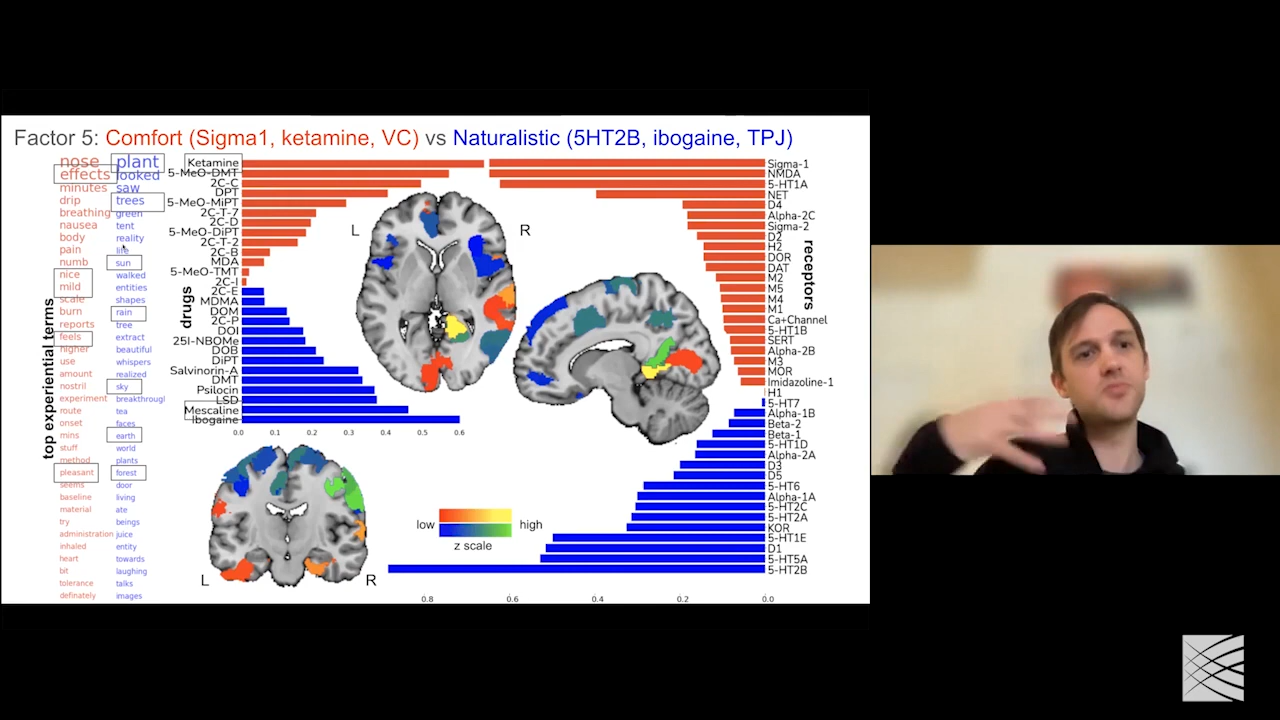 Factor 5: Comfort (Sigma1, ketamine, VC) vs Naturalistic (5HT2B, ibogaine, TPJ)
top experiential terms
nose
effects
minutes
drip
breathing
nausea
body
pain
numb
nice
mild
scale
burn
reports
feels
higher
use
amount
nostril
experiment
route
onset
mins
stuff
method
pleasant
seems
baseline
material
try
administration
inhaled
heart
bit
tolerance
definately
plant
looked
saw
trees
green
tent
reality
life
sun
walked
entities
shapes
rain
tree
extract
beautiful
whispers
realized
sky
breakthrougl
tea
faces
earth
world
plants
forest
door
living
ate
beings
juice
entity
towards
laughing
talks
images
drugs
Ketamine
5-MeO-DMT
2C-C
DPT
5-MeO-MiPT
2C-T-7
2C-D
5-MeO-DiPT
2C-T-2
2C-B
MDA
5-MeO-TMT
2C-I
2C-E
MDMA
DOM
2C-P
DOI
25I-NBOMe
DOB
DiPT
Salvinorin-A
DMT
Psilocin
LSD
Mescaline
Ibogaine
0.0 0.1 0.2 0.3 0.4 0.5 0.6
L R
L R
low high
z scale
Sigma-1
NMDA
5-HT1A
NET
D4
Alpha-2C
Sigma-2
D2
H2
DOR
DAT
M2
M5
M4
M1
Ca+Channel
5-HT1B
SERT
Alpha-2B
M3
MOR
Imidazoline-1
H1
5-HT7
Alpha-1B
Beta-2
Beta-1
5-HT1D
Alpha-2A
D3
D5
5-HT6
Alpha-1A
5-HT2C
5-HT2A
KOR
5-HT1E
D1
5-HT5A
5-HT2B
receptors
0.8 0.6 0.4 0.2 0.0